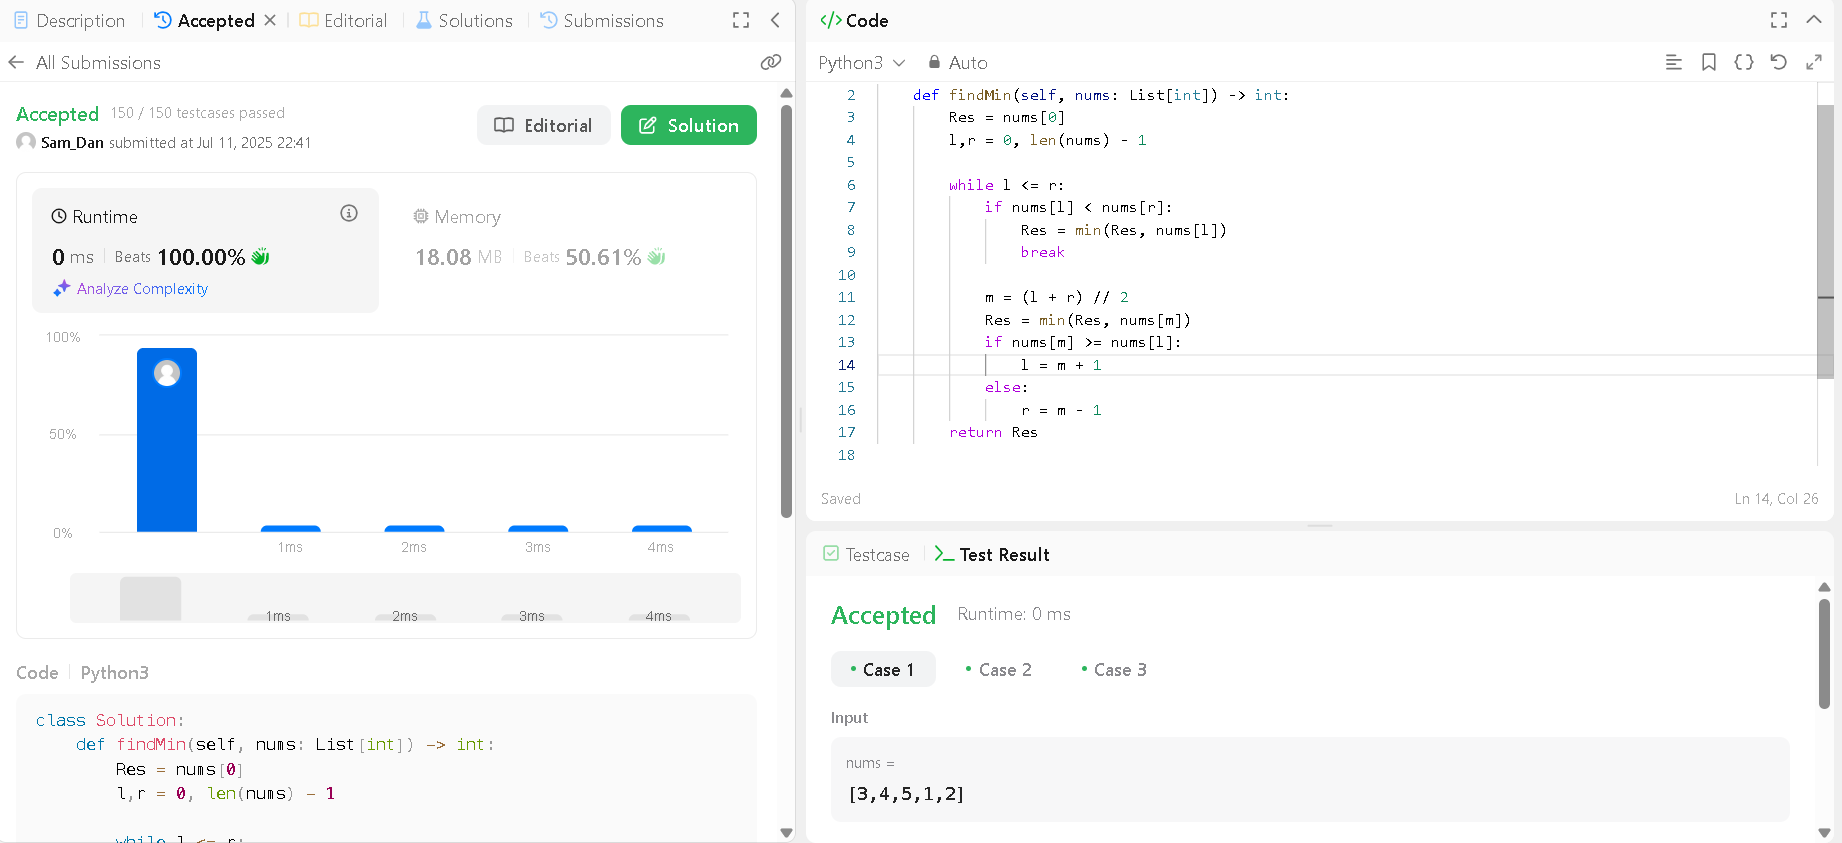 Description
Accepted
Editorial
Solutions
Submissions
All Submissions
Accepted 150 / 150 testcases passed
Sam_Dan submitted at Jul 11, 2025 22:41
Editorial
Solution
Runtime
0 ms Beats 100.00%
Analyze Complexity
Memory
18.08 MB Beats 50.61%
100%
50%
0%
1ms 2ms 3ms 4ms
1ms 2ms 3ms 4ms
Code Python3
class Solution:
    def findMin(self, nums: List[int]) -> int:
        Res = nums[0]
        l,r = 0, len(nums) - 1
        while l <= r:
</> Code
Python3 Auto
2 def findMin(self, nums: List[int]) -> int:
3 Res = nums[0]
4 l,r = 0, len(nums) - 1
5
6 while l <= r:
7 if nums[l] < nums[r]:
8 Res = min(Res, nums[l])
9 break
10
11 m = (l + r) // 2
12 Res = min(Res, nums[m])
13 if nums[m] >= nums[l]:
14 l = m + 1
15 else:
16 r = m - 1
17 return Res
18
Saved Ln 14, Col 26
Testcase
Test Result
Accepted Runtime: 0 ms
Case 1 Case 2 Case 3
Input
nums =
[3,4,5,1,2]